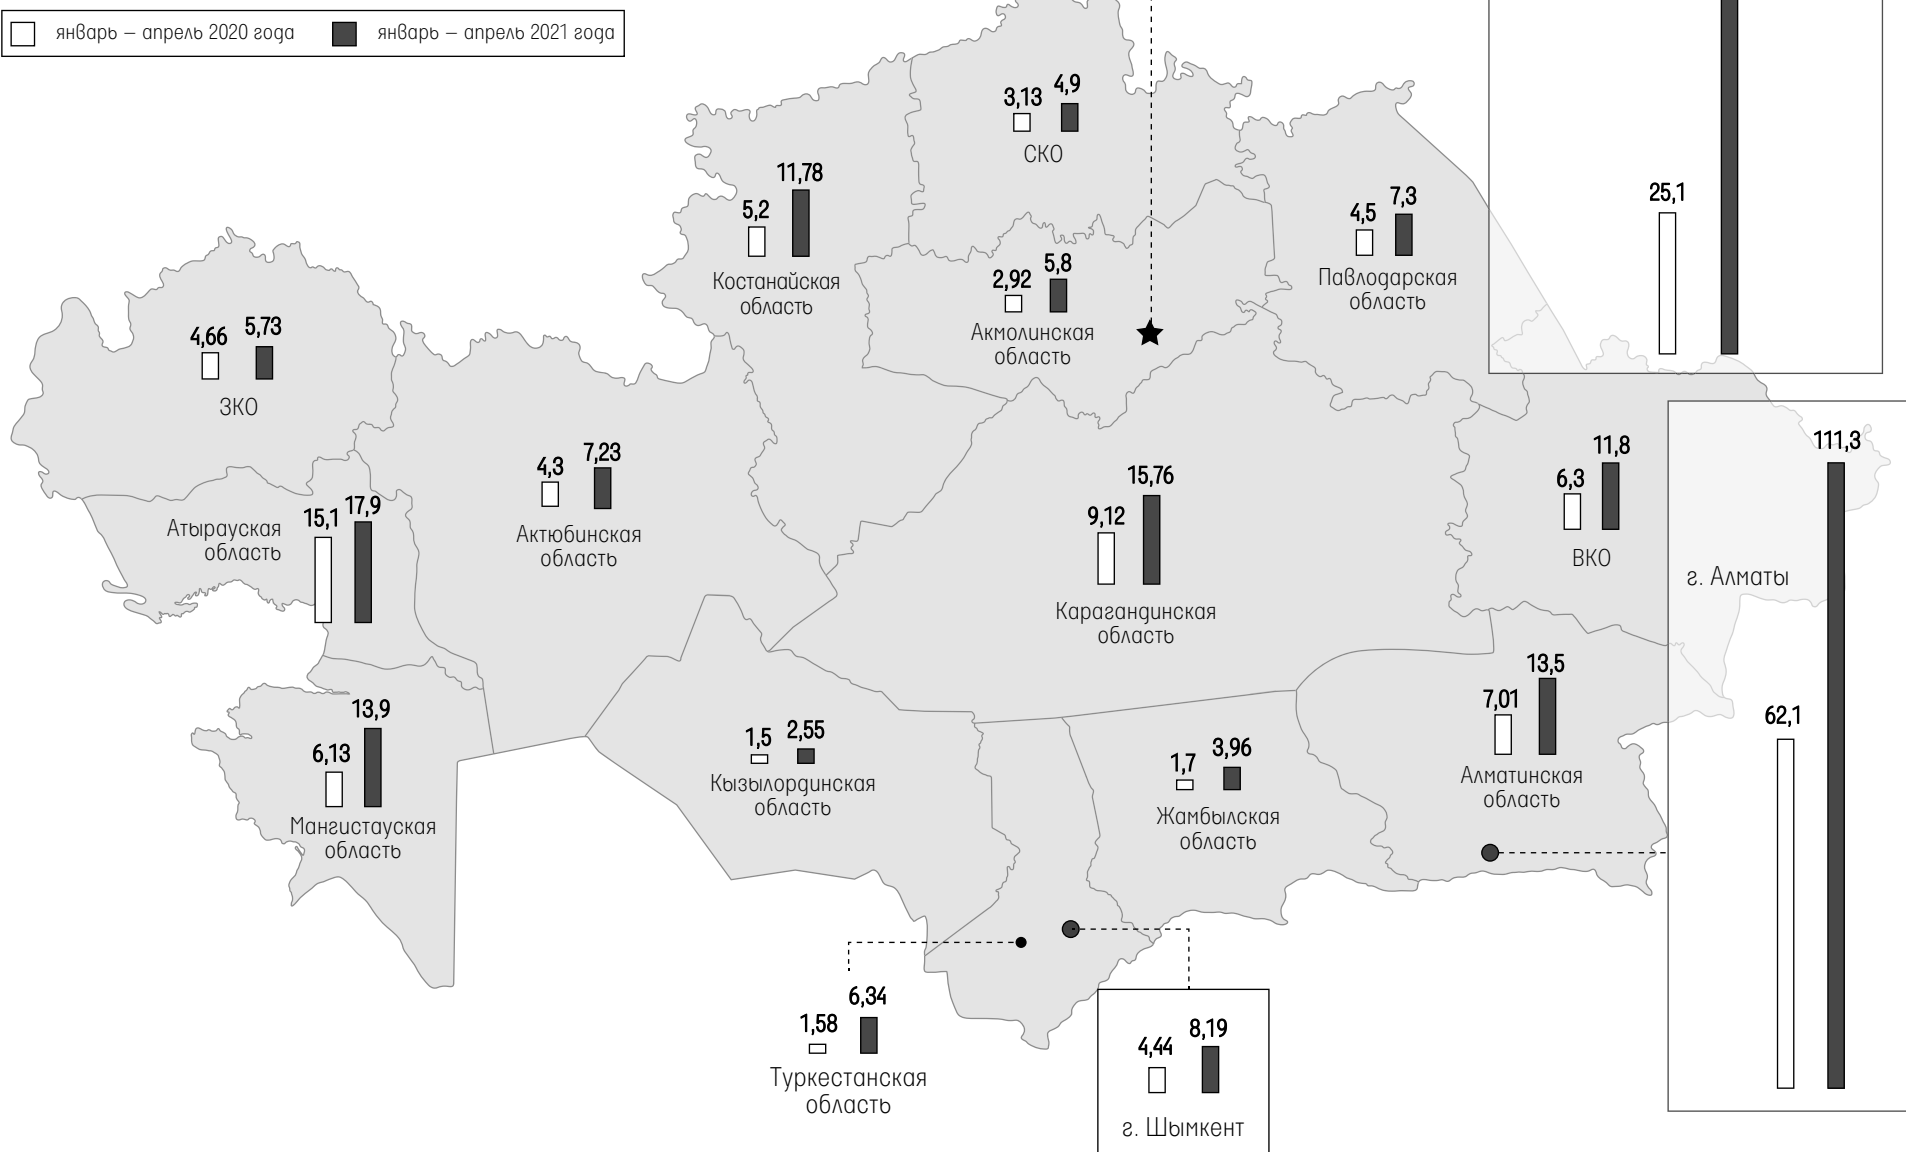 январь – апрель 2020 года
январь – апрель 2021 года
3,13
4,9
СКО
5,2
11,78
Костанайская
область
4,5
7,3
Павлодарская
область
25,1
2,92
5,8
Акмолинская
область
4,66
5,73
ЗКО
4,3
7,23
Актюбинская
область
Атырауская
область
15,1
17,9
9,12
15,76
Карагандинская
область
6,3
11,8
ВКО
г. Алматы
62,1
111,3
6,13
13,9
Мангистауская
область
1,5
2,55
Кызылординская
область
1,7
3,96
Жамбылская
область
7,01
13,5
Алматинская
область
1,58
6,34
Туркестанская
область
4,44
8,19
г. Шымкент